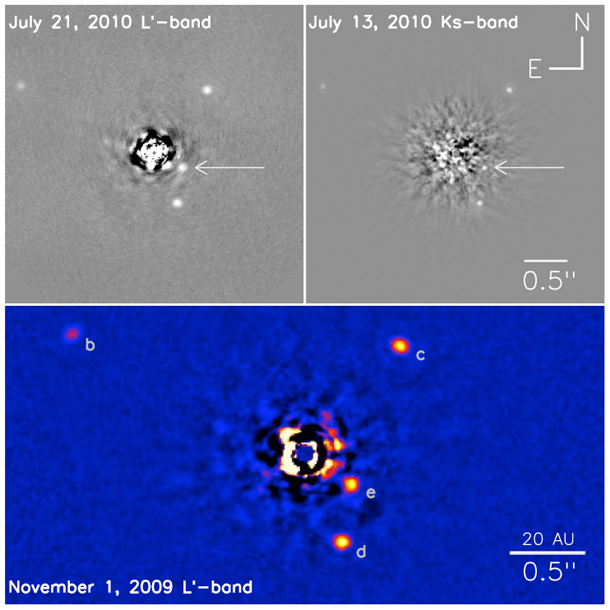 July 21, 2010 L'-band
July 13, 2010 Ks-band
N
E
0.5"
b
c
e
d
20 AU
0.5"
November 1, 2009 L'-band